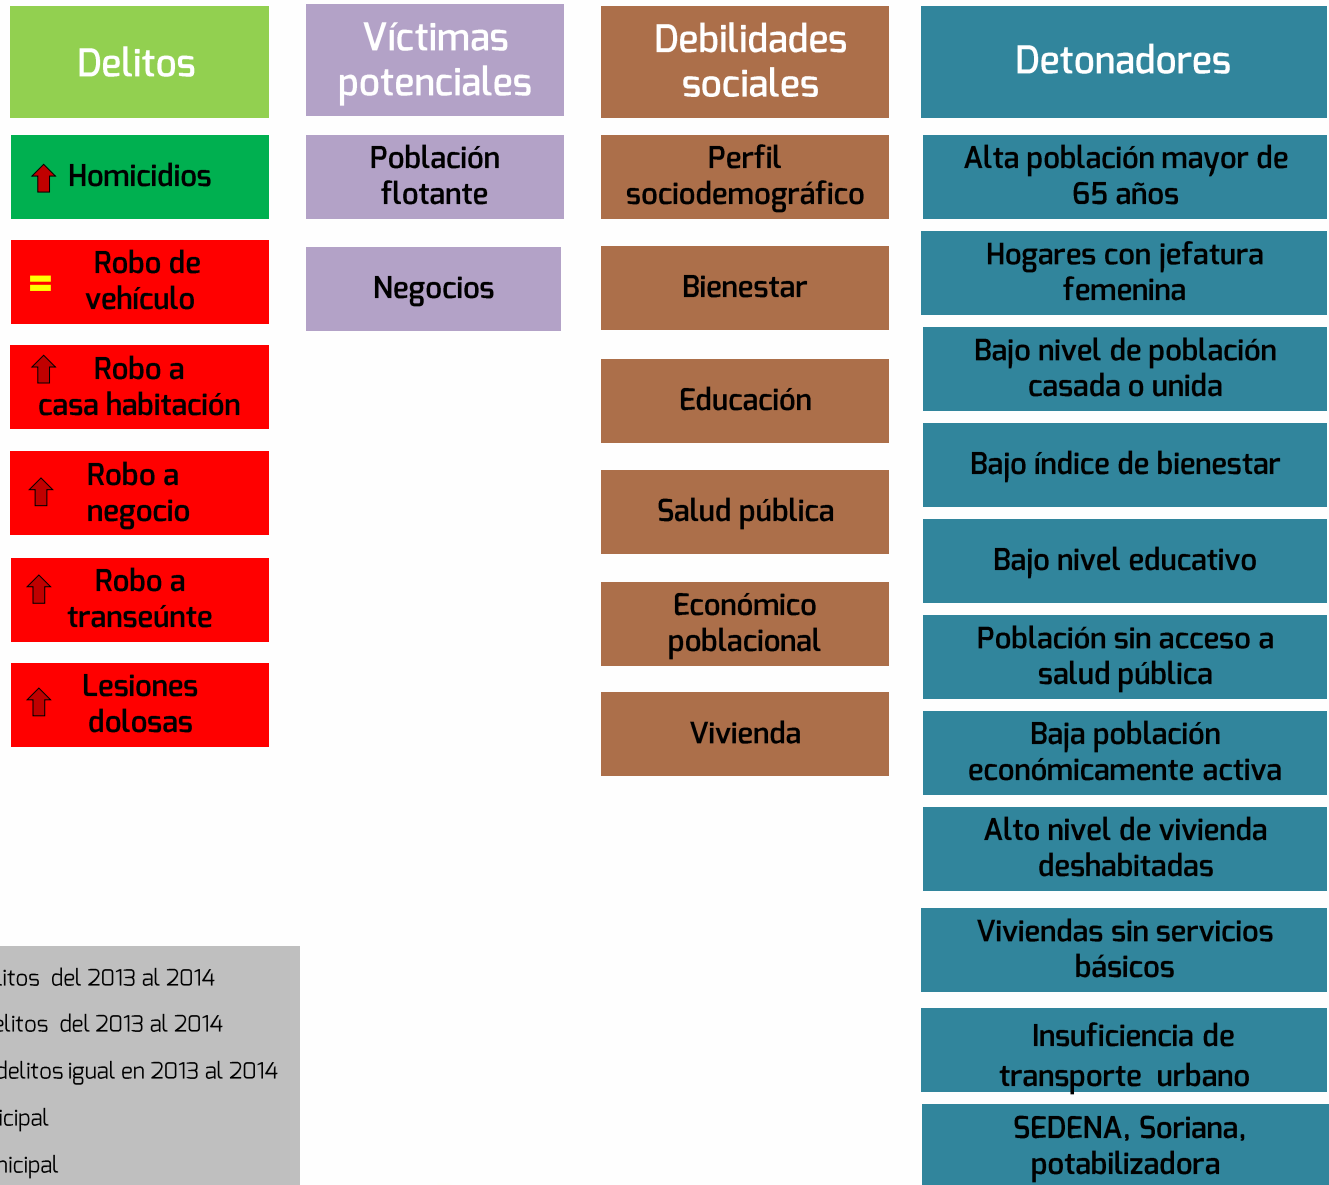 Delitos
Homicidios
Robo de
vehículo
Robo a
casa habitación
Robo a
negocio
Robo a
transeúnte
Lesiones
dolosas
Víctimas
potenciales
Población
flotante
Negocios
Debilidades
sociales
Perfil
sociodemográfico
Bienestar
Educación
Salud pública
Económico
poblacional
Vivienda
Detonadores
Alta población mayor de
65 años
Hogares con jefatura
femenina
Bajo nivel de población
casada o unida
Bajo índice de bienestar
Bajo nivel educativo
Población sin acceso a
salud pública
Baja población
económicamente activa
Alto nivel de vivienda
deshabitadas
Viviendas sin servicios
básicos
Insuficiencia de
transporte urbano
SEDENA, Soriana,
potabilizadora
del 2013 al 2014
del 2013 al 2014
delitos igual en 2013 al 2014